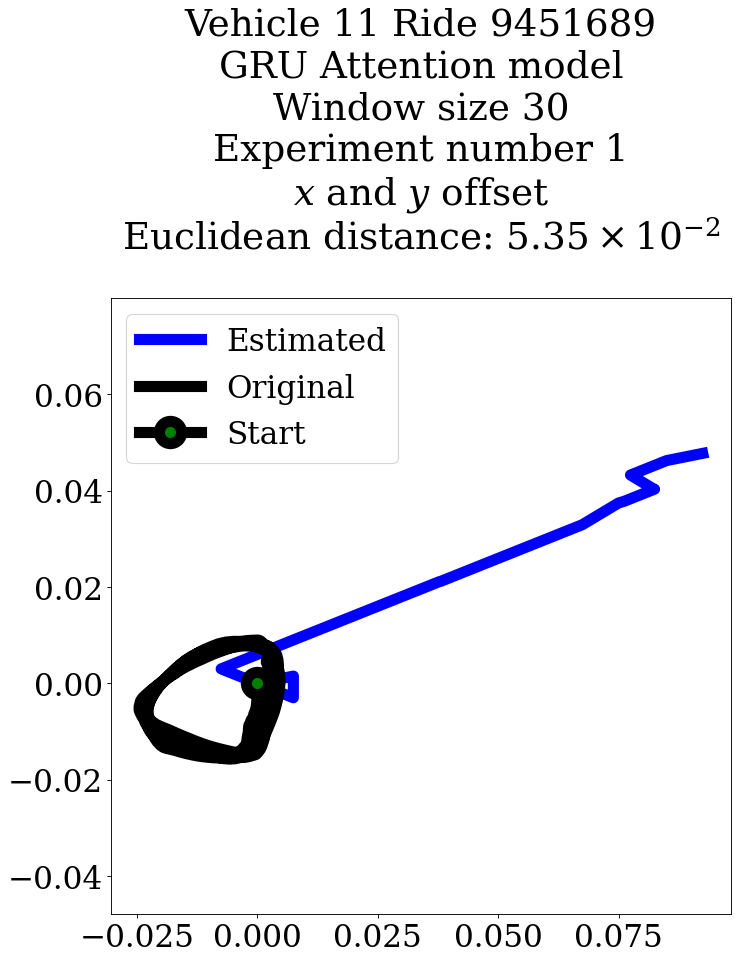 Vehicle 11 Ride 9451689
GRU Attention model
Window size 30
Experiment number 1
x and y offset
Euclidean distance: 5.35 × 10⁻²
Estimated
Original
Start
0.06
0.04
0.02
0.00
−0.02
−0.04
−0.025 0.000 0.025 0.050 0.075